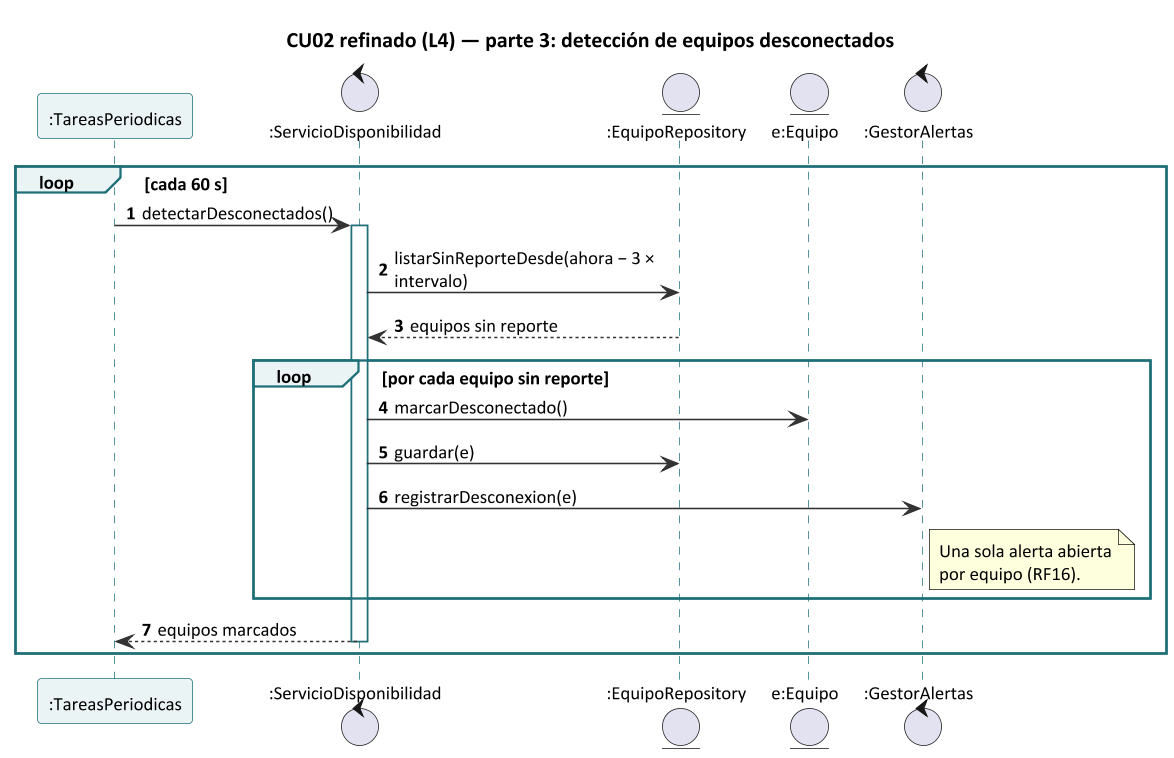 CU02 refinado (L4) — parte 3: detección de equipos desconectados
:TareasPeriodicas
:ServicioDisponibilidad
:EquipoRepository
e:Equipo
:GestorAlertas
loop
[cada 60 s]
1 detectarDesconectados()
2 listarSinReporteDesde(ahora − 3 ×
intervalo)
3 equipos sin reporte
loop
[por cada equipo sin reporte]
4 marcarDesconectado()
5 guardar(e)
6 registrarDesconexion(e)
Una sola alerta abierta
por equipo (RF16).
7 equipos marcados
:TareasPeriodicas
:ServicioDisponibilidad
:EquipoRepository
e:Equipo
:GestorAlertas